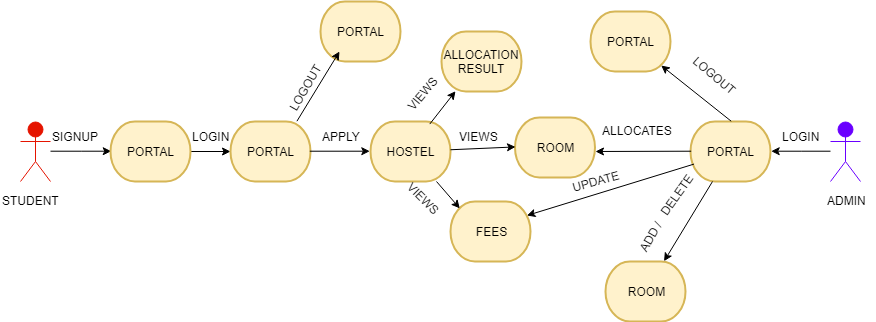 PORTAL
PORTAL
ALLOCATION
RESULT
LOGOUT
LOGOUT
VIEWS
SIGNUP
LOGIN
APPLY
VIEWS
ALLOCATES
LOGIN
PORTAL
PORTAL
HOSTEL
ROOM
PORTAL
STUDENT
VIEWS
UPDATE
ADD / DELETE
ADMIN
FEES
ROOM